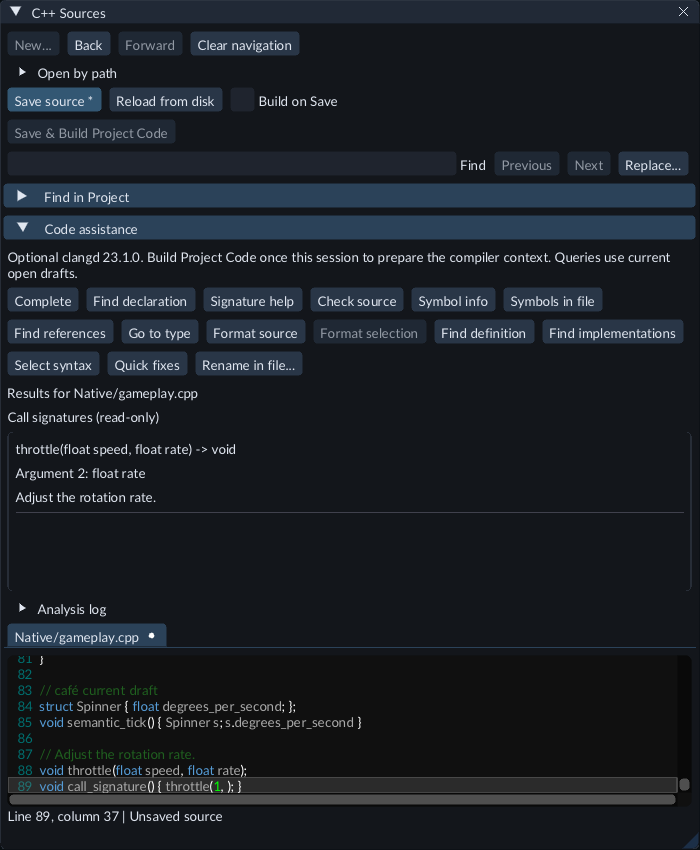 C++ Sources
New... Back Forward Clear navigation
Open by path
Save source * Reload from disk Build on Save
Save & Build Project Code
Find Previous Next Replace...
Find in Project
Code assistance
Optional clangd 23.1.0. Build Project Code once this session to prepare the compiler context. Queries use current
open drafts.
Complete Find declaration Signature help Check source Symbol info Symbols in file
Find references Go to type Format source Format selection Find definition Find implementations
Select syntax Quick fixes Rename in file...
Results for Native/gameplay.cpp
Call signatures (read-only)
throttle(float speed, float rate) -> void
Argument 2: float rate
Adjust the rotation rate.
Analysis log
Native/gameplay.cpp
81 }
82
83 // café current draft
84 struct Spinner { float degrees_per_second; };
85 void semantic_tick() { Spinner s; s.degrees_per_second }
86
87 // Adjust the rotation rate.
88 void throttle(float speed, float rate);
89 void call_signature() { throttle(1, ); }
Line 89, column 37 | Unsaved source